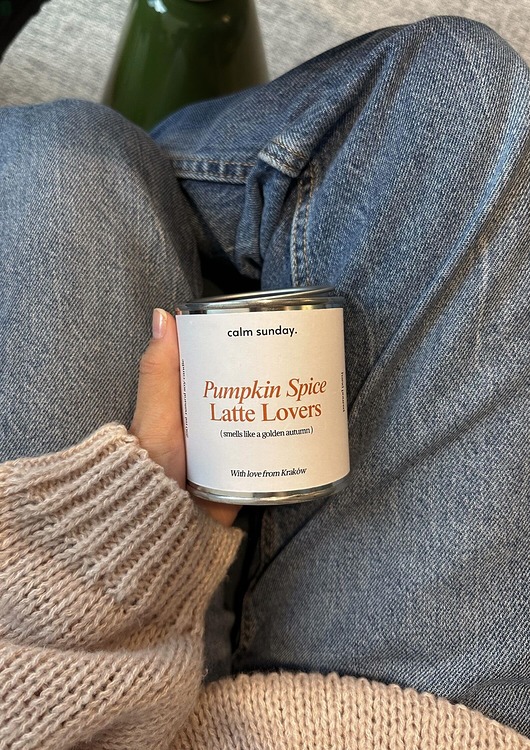 calm sunday.
Pumpkin Spice
Latte Lovers
( smells like a golden autumn )
With love from Kraków